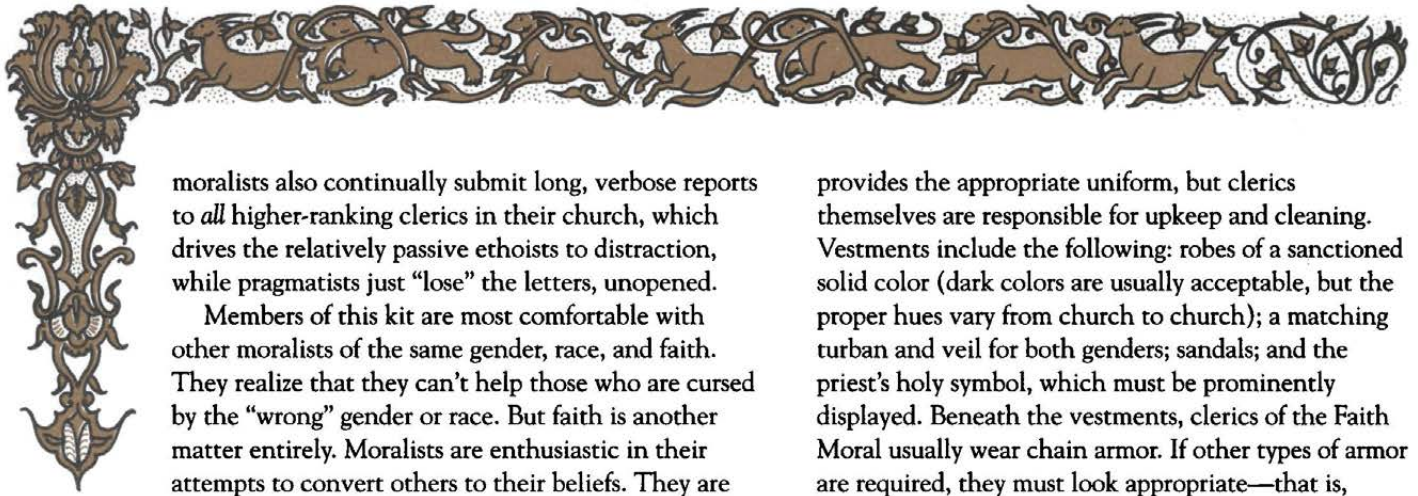 moralists also continually submit long, verbose reports
to all higher-ranking clerics in their church, which
drives the relatively passive ethoists to distraction,
while pragmatists just “lose” the letters, unopened.
Members of this kit are most comfortable with
other moralists of the same gender, race, and faith.
They realize that they can’t help those who are cursed
by the “wrong” gender or race. But faith is another
matter entirely. Moralists are enthusiastic in their
attempts to convert others to their beliefs. They are
provides the appropriate uniform, but clerics
themselves are responsible for upkeep and cleaning.
Vestments include the following: robes of a sanctioned
solid color (dark colors are usually acceptable, but the
proper hues vary from church to church); a matching
turban and veil for both genders; sandals; and the
priest’s holy symbol, which must be prominently
displayed. Beneath the vestments, clerics of the Faith
Moral usually wear chain armor. If other types of armor
are required, they must look appropriate—that is,